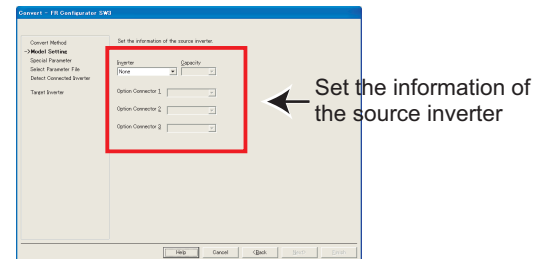 Convert - FR Configurator SW3
Convert Method
->Model Setting
Special Parameter
Select Parameter File
Detect Connected Inverter
Target Inverter
Set the information of the source inverter.
Inverter Capacity
None
Option Connector 1
Option Connector 2
Option Connector 3
Set the information of
the source inverter
Help Cancel <Back Next>